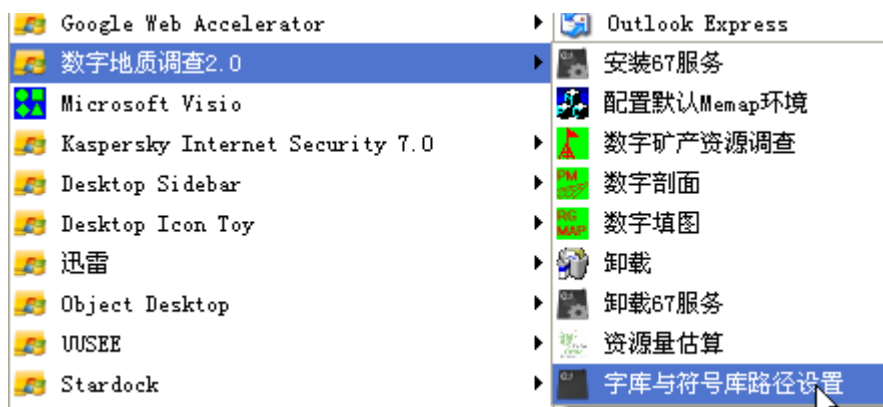 Google Web Accelerator
数字地质调查2.0
Microsoft Visio
Kaspersky Internet Security 7.0
Desktop Sidebar
Desktop Icon Toy
迅雷
Object Desktop
UUSEE
Stardock
Outlook Express
安装67服务
配置默认Memap环境
数字矿产资源调查
PM
数字剖面
RG
MAP
数字填图
卸载
卸载67服务
资源量估算
字库与符号库路径设置